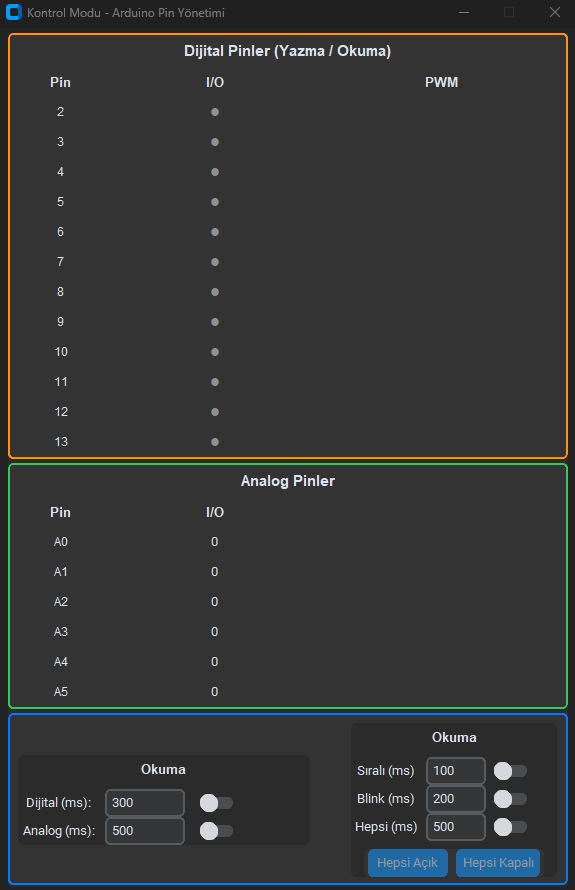 Kontrol Modu - Arduino Pin Yönetimi
Dijital Pinler (Yazma / Okuma)
Pin I/O PWM
2
3
4
5
6
7
8
9
10
11
12
13
Analog Pinler
Pin I/O
A0 0
A1 0
A2 0
A3 0
A4 0
A5 0
Okuma
Dijital (ms): 300
Analog (ms): 500
Okuma
Sıralı (ms) 100
Blink (ms) 200
Hepsi (ms) 500
Hepsi Açık Hepsi Kapalı